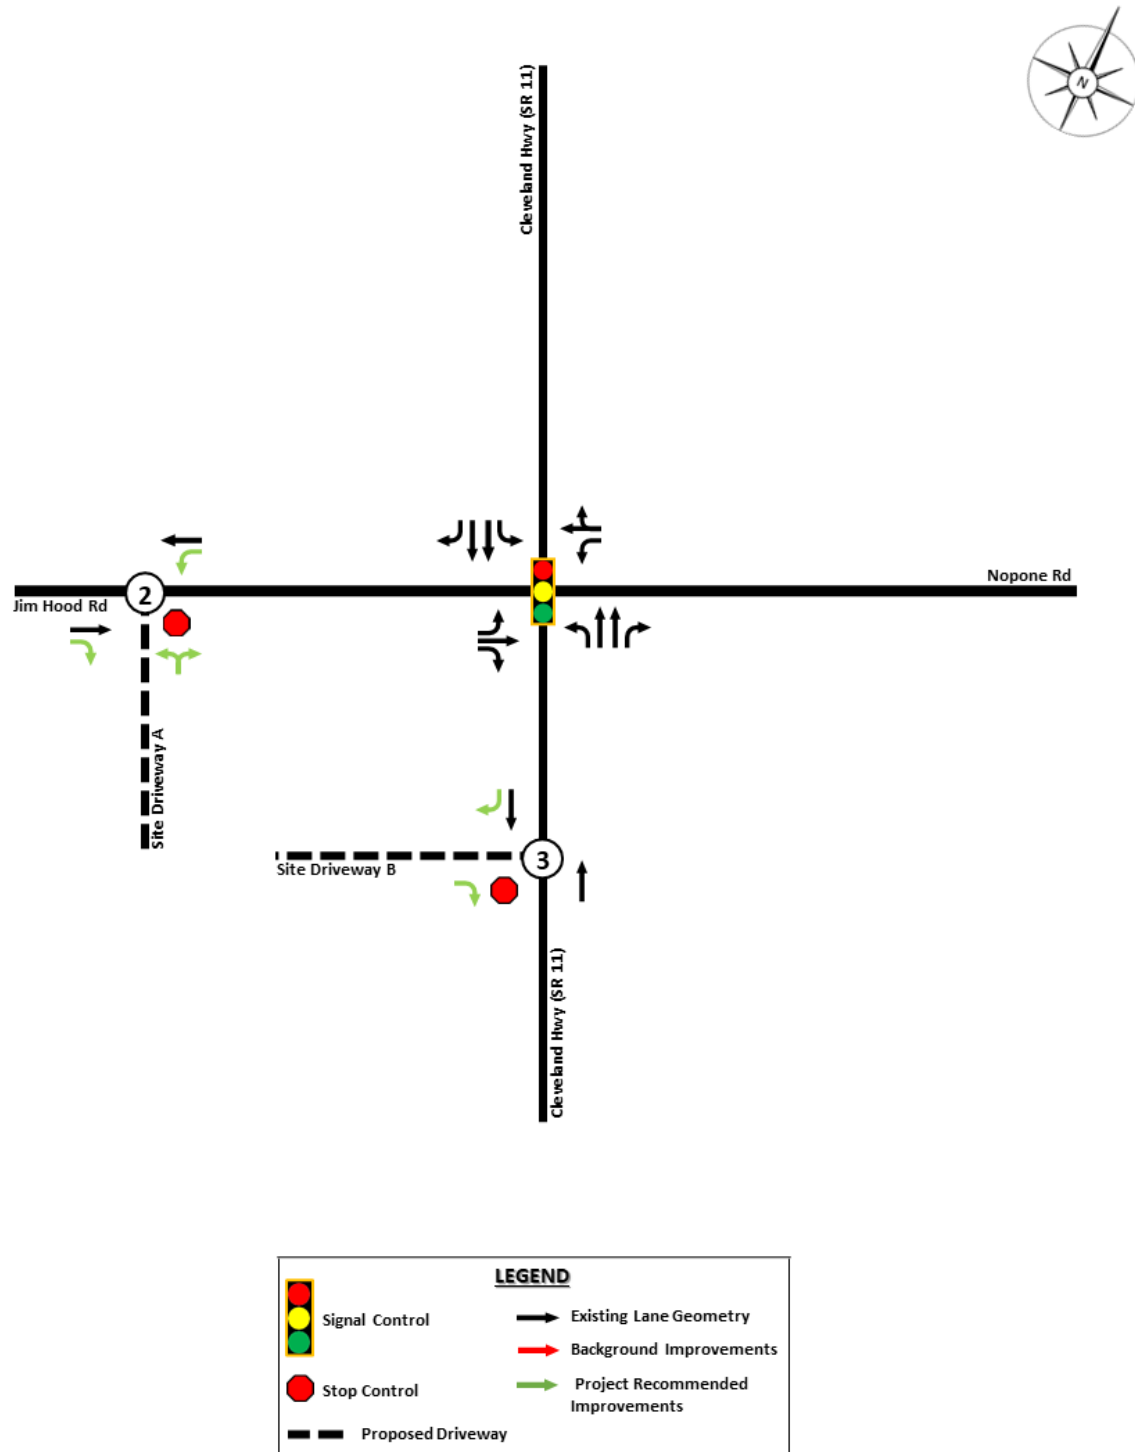 N
Cleveland Hwy (SR 11)
Nopone Rd
2
Jim Hood Rd
Site Driveway A
3
Site Driveway B
Cleveland Hwy (SR 11)
LEGEND
Signal Control
Existing Lane Geometry
Background Improvements
Stop Control
Project Recommended
Improvements
Proposed Driveway